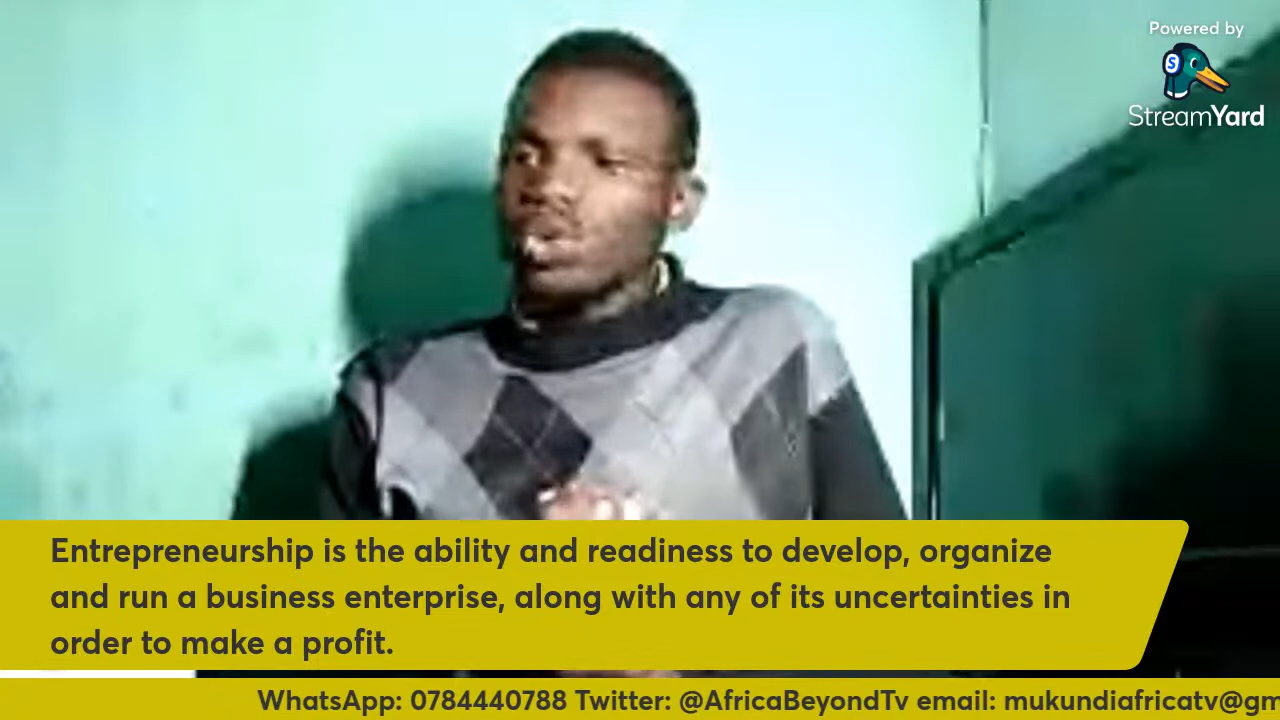 Powered by
S
StreamYard
Entrepreneurship is the ability and readiness to develop, organize
and run a business enterprise, along with any of its uncertainties in
order to make a profit.
WhatsApp: 0784440788 Twitter: @AfricaBeyondTv email: mukundiafricatv@gm